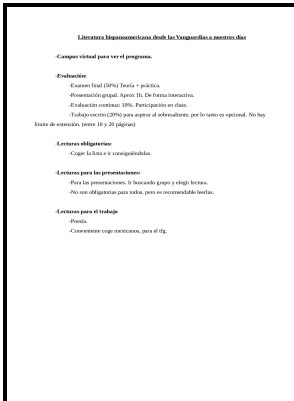 Literatura hispanoamericana desde las Vanguardias a nuestros días
-Campus virtual para ver el programa.
-Evaluación:
-Examen final (50%) Teoría + práctica.
-Presentación grupal. Aprox 1h. De forma interactiva.
-Evaluación continua: 10%. Participación en clase.
-Trabajo escrito (20%) para aspirar al sobresaliente, por lo tanto es opcional. No hay
límite de extensión. (entre 10 y 20 páginas)
-Lecturas obligatorias:
-Coger la lista e ir consiguiéndolas.
-Lecturas para las presentaciones:
-Para las presentaciones. Ir buscando grupo y elegir lectura.
-No son obligatorias para todos, pero es recomendable leerlas.
-Lecturas para el trabajo
-Poesía.
-Conveniente coge mexicanos, para el tfg.